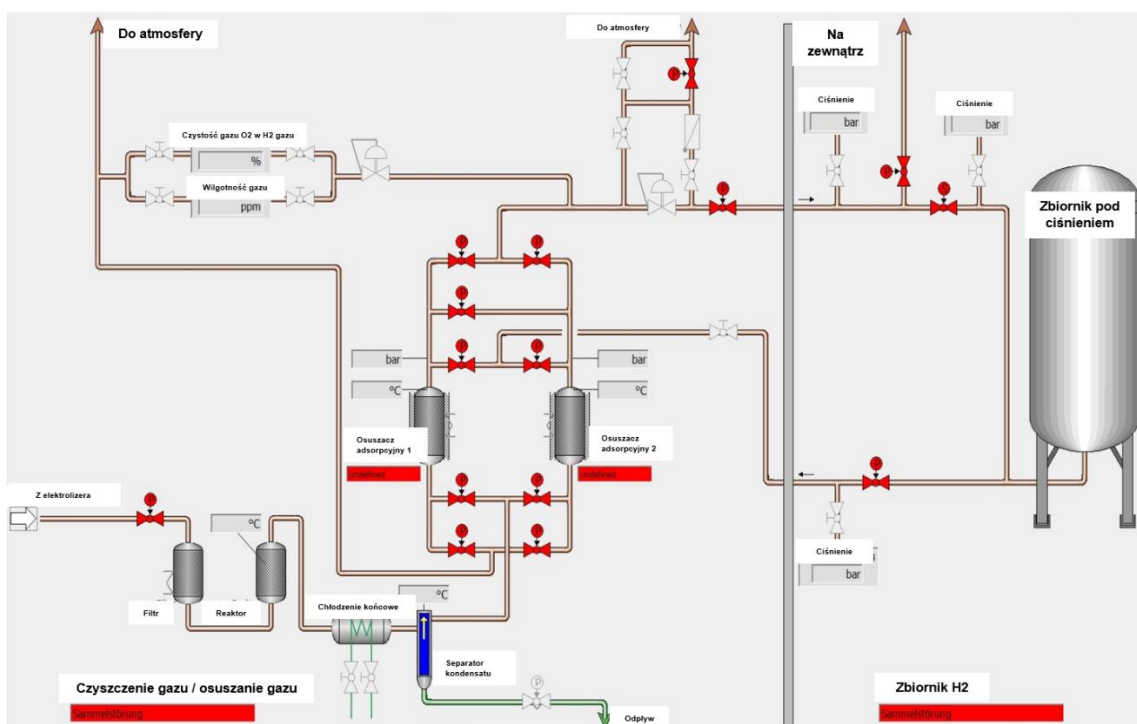 Do atmosfery
Do atmosfery
Na
zewnątrz
P
Ciśnienie
bar
Ciśnienie
bar
Czystość gazu O2 w H2 gazu
%
Wilgotność gazu
ppm
P
P
S
Zbiornik pod
ciśnieniem
P
P
P
P
P
bar
bar
°C
°C
Osuszacz
adsorpcyjny 1
Undefined
Osuszacz
adsorpcyjny 2
Undefined
P
Z elektrolizera
P
P
P
°C
P
P
Ciśnienie
bar
°C
Filtr
Reaktor
Chłodzenie końcowe
Separator
kondensatu
P
Czyszczenie gazu / osuszanie gazu
Sammelstörung
Odpływ
Zbiornik H2
Sammelstörung